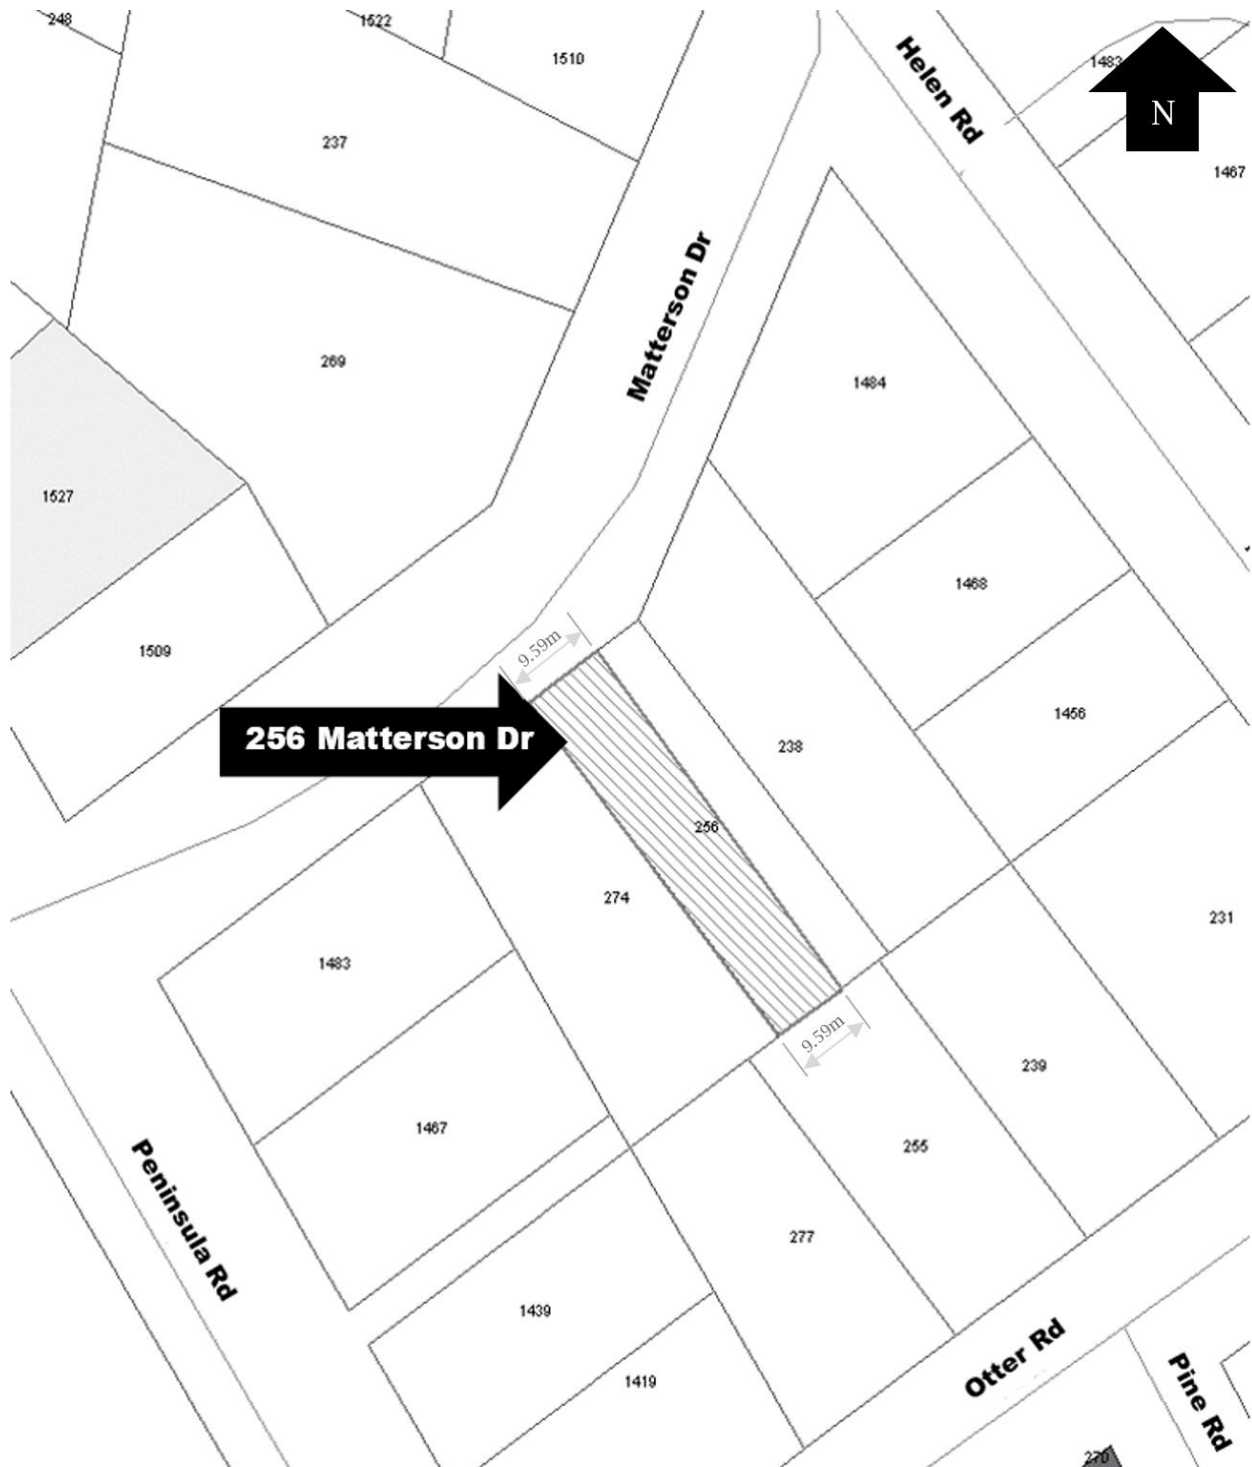 248
1522
1510
Helen Rd
1483
N
237
1467
Matterson Dr
269
1484
1527
1468
9.59m
1509
1456
256 Matterson Dr
238
256
274
231
1483
9.59m
239
1467
255
Peninsula Rd
277
1439
Otter Rd
1419
Pine Rd
270